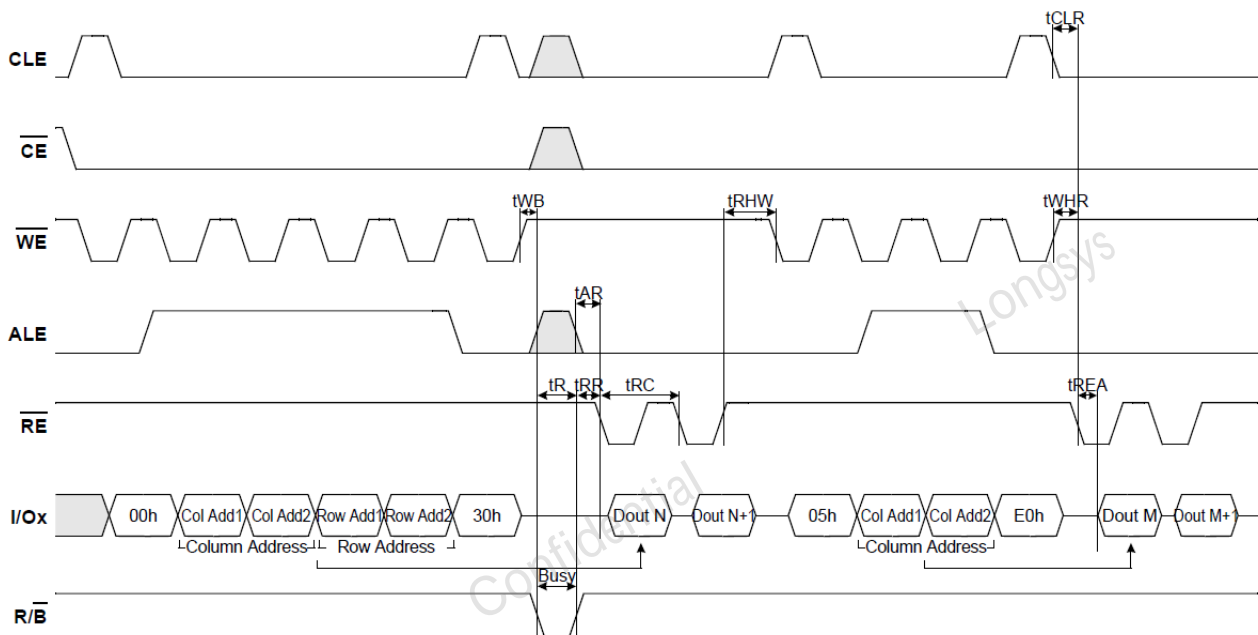 tCLR
CLE
CE
tWB tRHW tWHR
WE
Longsys
tAR
ALE
tR tRR tRC tREA
RE
I/Ox 00h Col Add1 Col Add2 Row Add1 Row Add2 30h Dout N Dout N+1 05h Col Add1 Col Add2 E0h Dout M Dout M+1
Column Address Row Address Column Address
Confidential
Busy
R/B